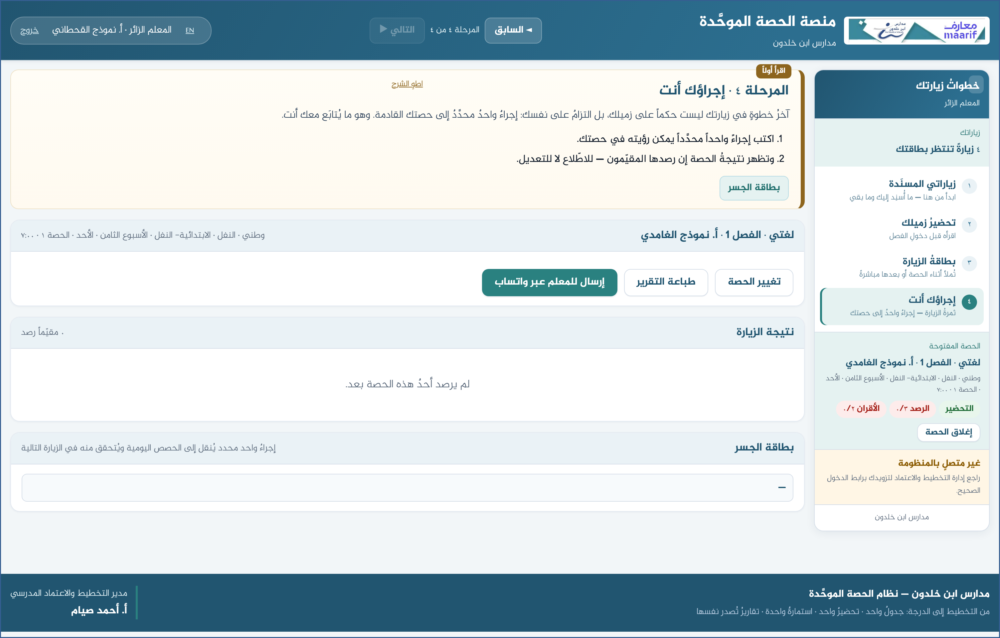 معارف
maarif
مدارس
ابن خلدون
Ibn Khaldun Schools
منصة الحصة الموحَّدة
مدارس ابن خلدون
◄ السابق
المرحلة ٤ من ٤
التالي ►
EN
المعلم الزائر · أ. نموذج القحطاني
خروج
خطواتُ زيارتك
المعلم الزائر
زياراتك
٤ زيارةً تنتظر بطاقتك
١
زياراتي المسنَدة
ابدأ من هنا — ما أُسنِد إليك وما بقي
٢
تحضيرُ زميلك
اقرأه قبل دخولِ الفصل
٣
بطاقةُ الزيارة
تُملأ أثناء الحصة أو بعدها مباشرةً
٤
إجراؤك أنت
ثمرةُ الزيارة — إجراءٌ واحدٌ إلى حصتك
الحصة المفتوحة
لغتي · الفصل 1 · أ. نموذج الغامدي
وطني · النفل · الابتدائية- النفل · الأسبوع الثامن · الأحد
· الحصة ١ · ٧:٠٠
التحضير
الرصد ٠/٣
الأقران ٠/٢
إغلاق الحصة
غير متصلٍ بالمنظومة
راجع إدارة التخطيط والاعتماد لتزويدك برابط الدخول
الصحيح.
مدارس ابن خلدون
اقرأ أولاً
المرحلة ٤ · إجراؤك أنت
اطوِ الشرح
آخرُ خطوةٍ في زيارتك ليست حكماً على زميلك، بل التزامٌ على نفسك: إجراءٌ واحدٌ محدَّدٌ إلى حصتك القادمة. وهو ما يُتابَع معك أنت.
1. اكتب إجراءً واحداً محدَّداً يمكن رؤيته في حصتك.
2. وتظهر نتيجةُ الحصة إن رصدها المقيّمون — للاطّلاع لا للتعديل.
بطاقة الجسر
لغتي · الفصل 1 · أ. نموذج الغامدي
وطني · النفل · الابتدائية- النفل · الأسبوع الثامن · الأحد · الحصة ١ · ٧:٠٠
تغيير الحصة
طباعة التقرير
إرسال للمعلم عبر واتساب
نتيجة الزيارة
٠ مقيّماً رصد
لم يرصد أحدٌ هذه الحصة بعد.
بطاقة الجسر
إجراءٌ واحد محدد يُنقل إلى الحصص اليومية ويُتحقق منه في الزيارة التالية
—
مدارس ابن خلدون — نظام الحصة الموحَّدة
من التخطيط إلى الدرجة: جدولٌ واحد · تحضيرٌ واحد · استمارةٌ واحدة · تقاريرُ تُصدر نفسها
مدير التخطيط والاعتماد المدرسي
أ. أحمد صيام